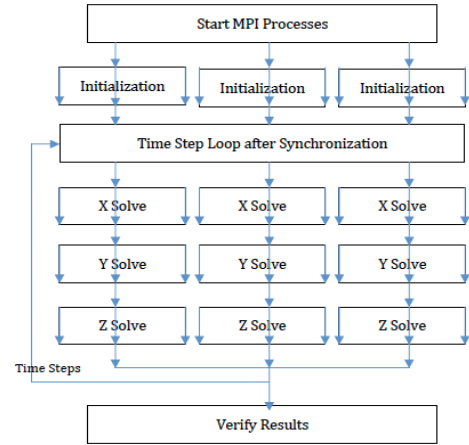 Start MPI Processes
Initialization
Initialization
Initialization
Time Step Loop after Synchronization
X Solve
X Solve
X Solve
Y Solve
Y Solve
Y Solve
Z Solve
Z Solve
Z Solve
Time Steps
Verify Results